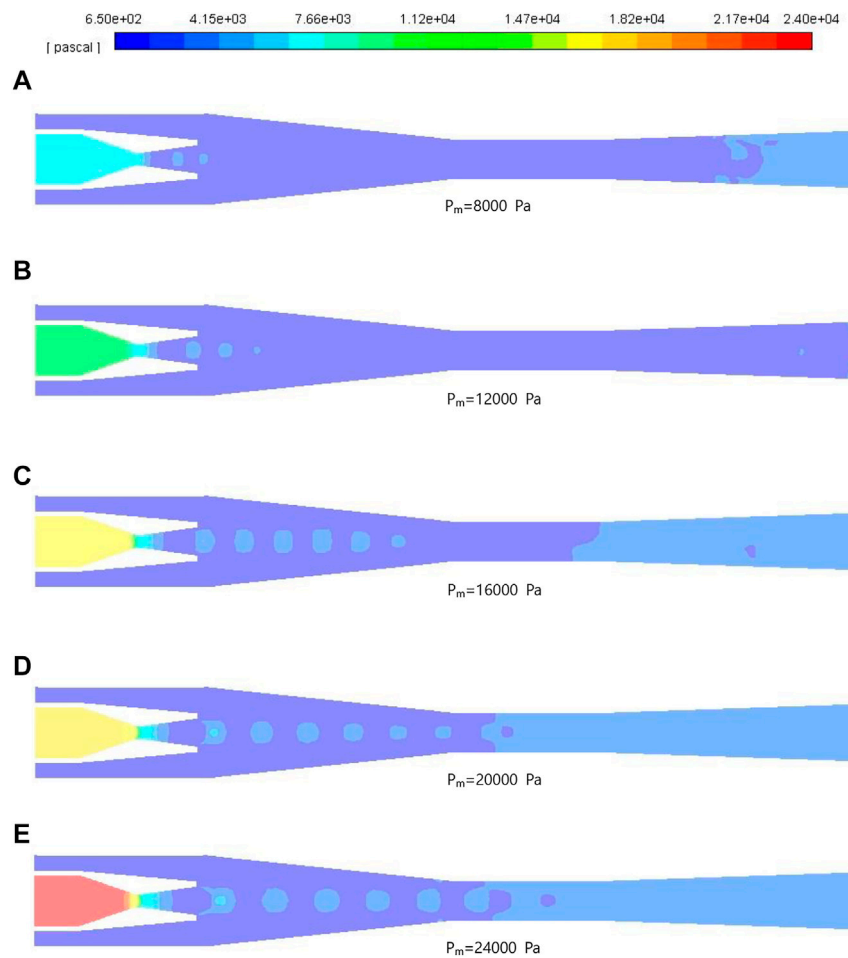 6.50e+02 4.15e+03 7.66e+03 1.12e+04 1.47e+04 1.82e+04 2.17e+04 2.40e+04
[ pascal ]
A
Pm=8000 Pa
B
Pm=12000 Pa
C
Pm=16000 Pa
D
Pm=20000 Pa
E
Pm=24000 Pa